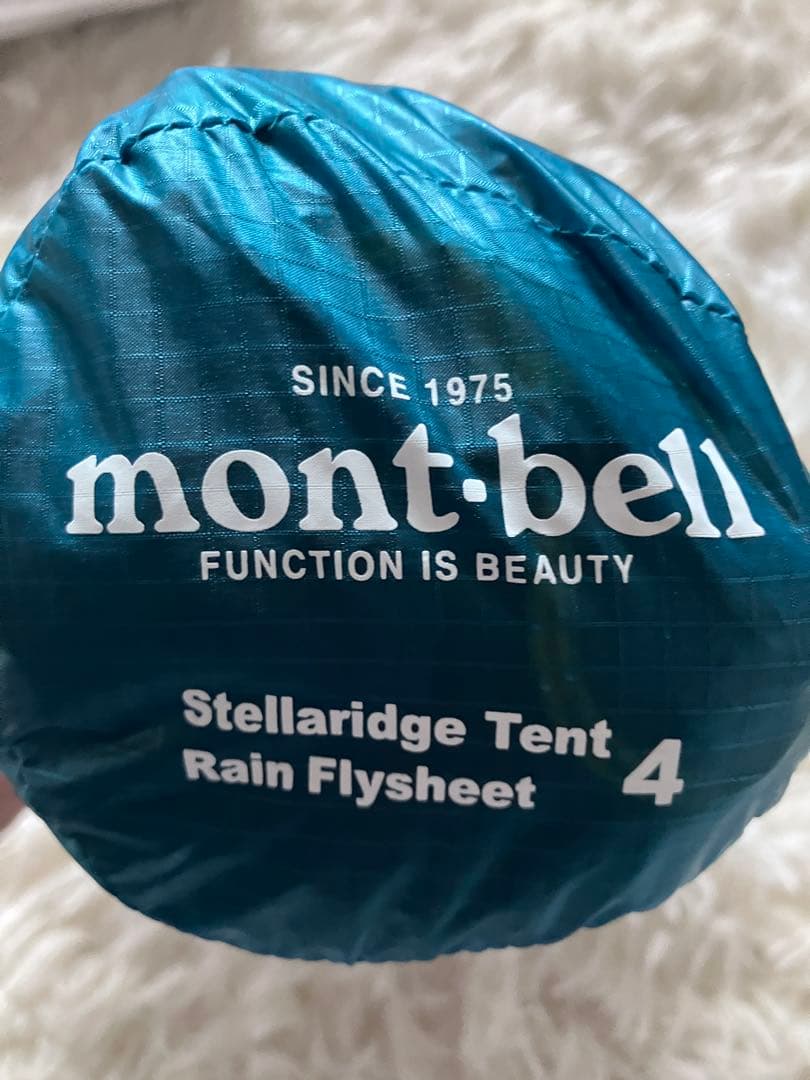 SINCE 1975
mont·bell
FUNCTION IS BEAUTY
Stellaridge Tent
Rain Flysheet 4